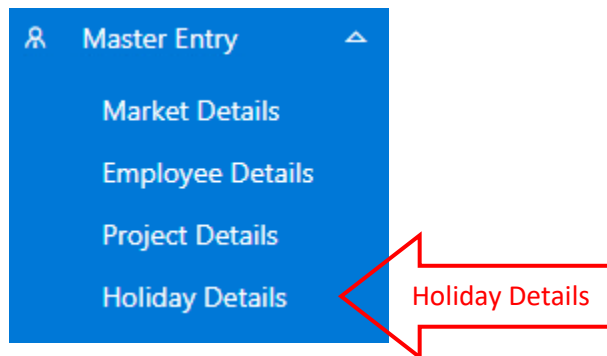 Master Entry
Market Details
Employee Details
Project Details
Holiday Details
Holiday Details